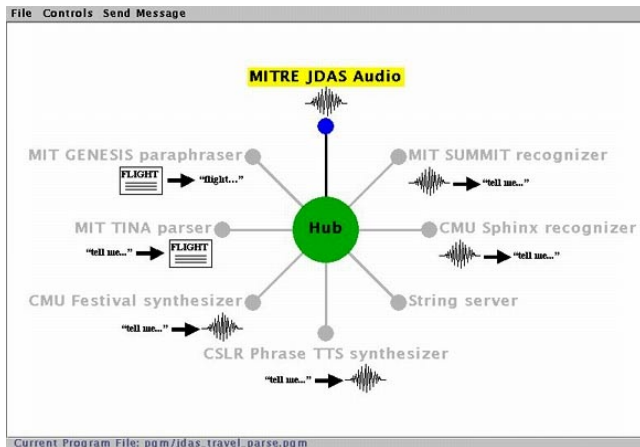 File Controls Send Message
MITRE JDAS Audio
MIT GENESIS paraphraser
MIT SUMMIT recognizer
FLIGHT
"flight..."
"tell me..."
MIT TINA parser
Hub
CMU Sphinx recognizer
"tell me..."
FLIGHT
"tell me..."
CMU Festival synthesizer
String server
"tell me..."
CSLR Phrase TTS synthesizer
"tell me..."
Current Program File: pgm/jdas_travel_parse.pgm